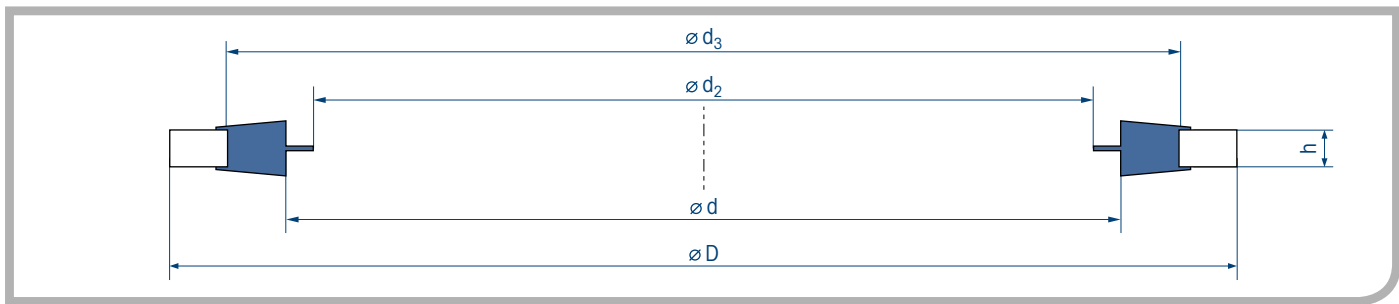 ⌀ d₃
⌀ d₂
h
⌀ d
⌀ D